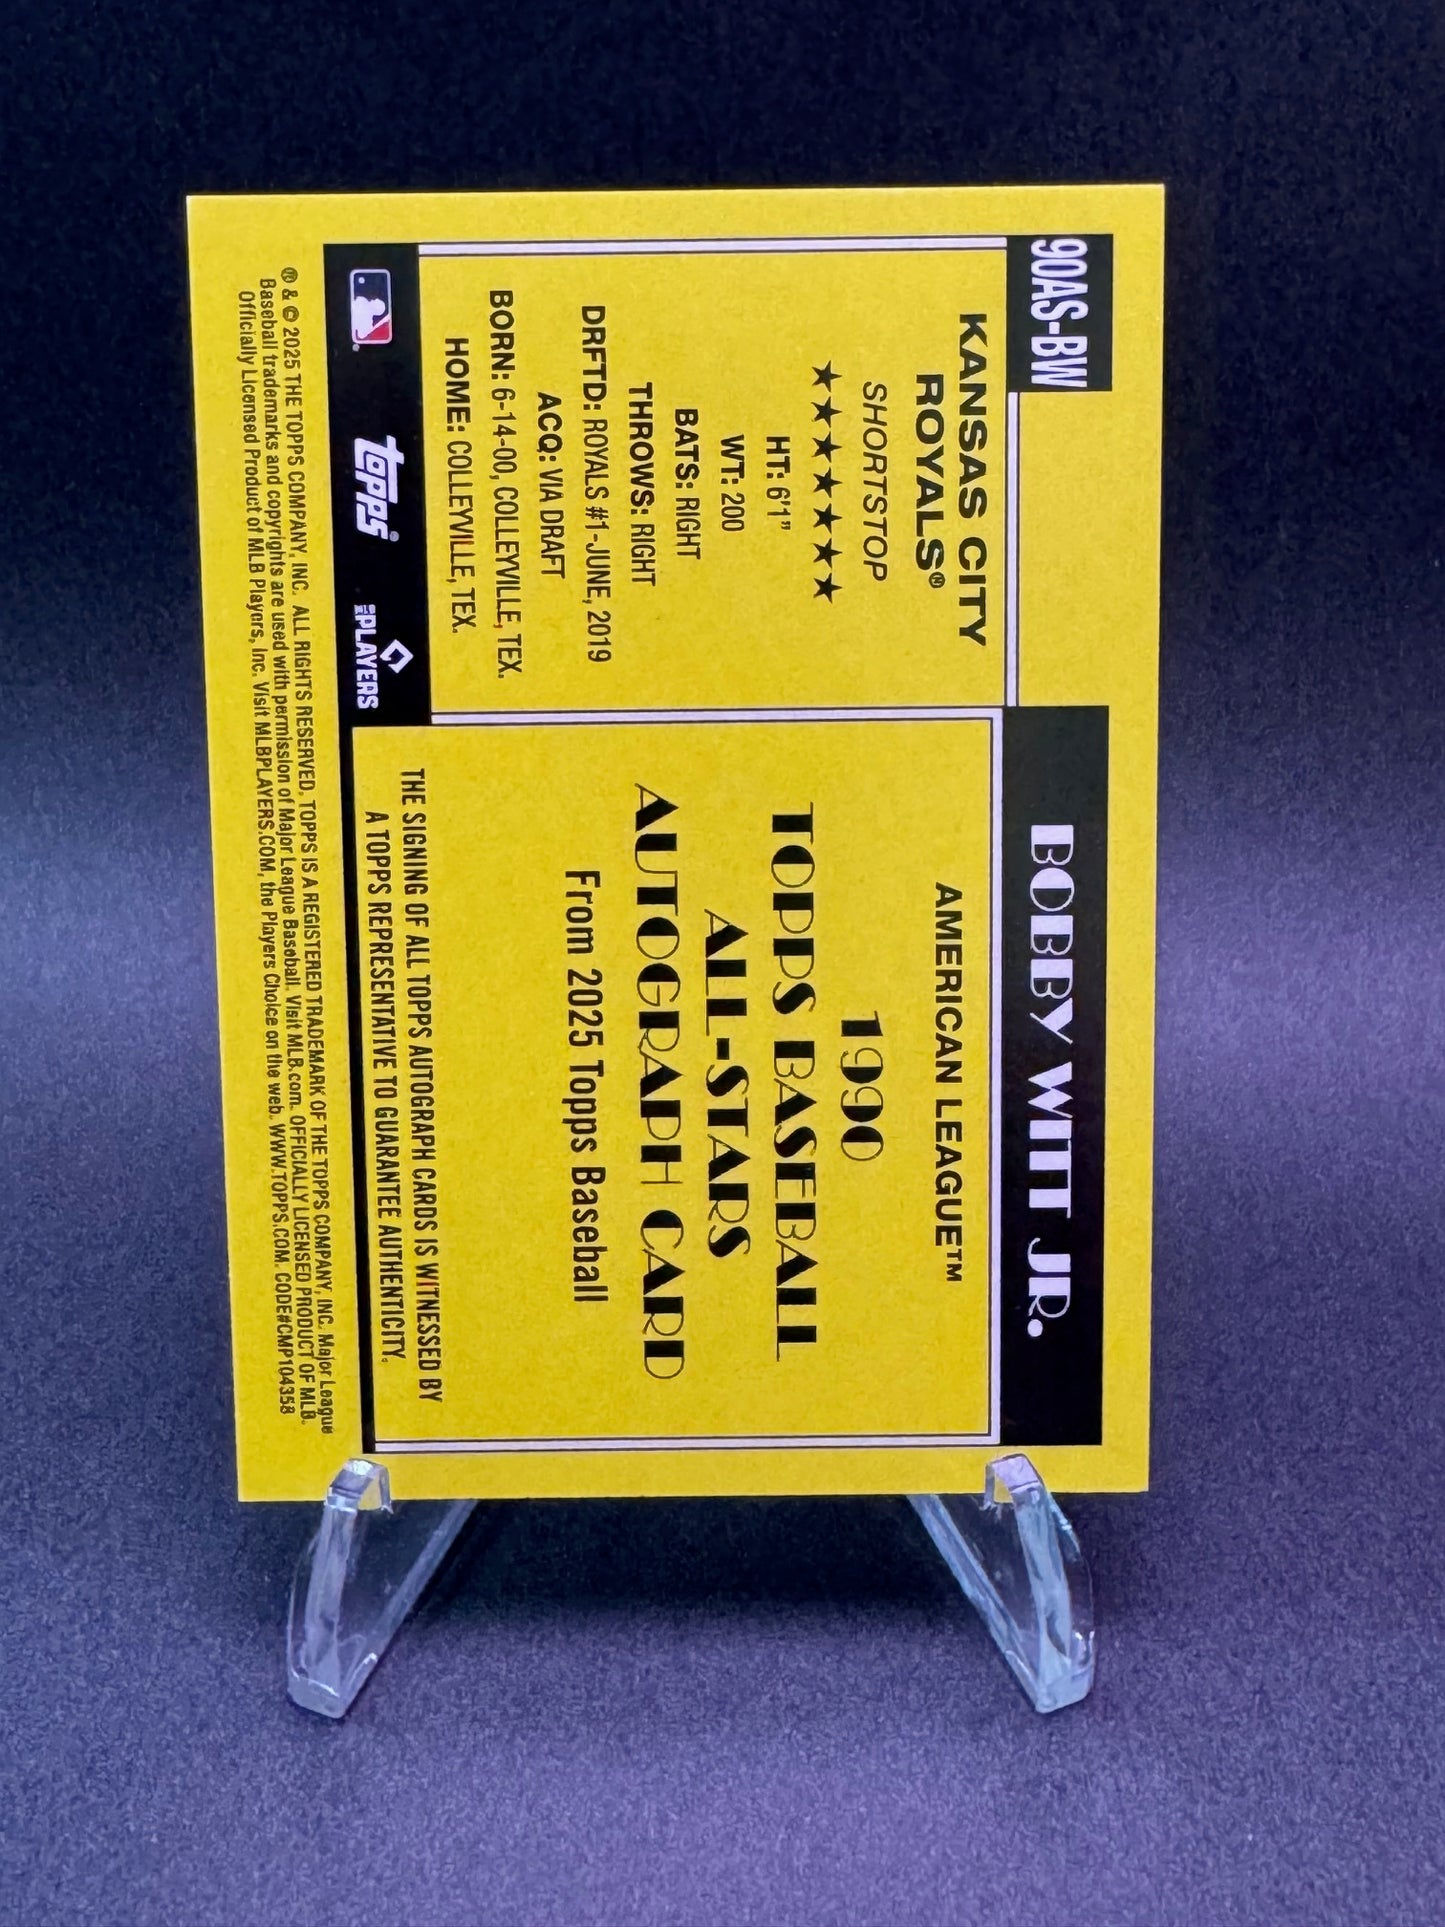 90AS-BW
BOBBY WITT JR.
KANSAS CITY
ROYALS®
SHORTSTOP
★★★★★★★
HT: 6'1"
WT: 200
BATS: RIGHT
THROWS: RIGHT
DRFTD: ROYALS #1-JUNE, 2019
ACQ: VIA DRAFT
BORN: 6-14-00, COLLEYVILLE, TEX.
HOME: COLLEYVILLE, TEX.
AMERICAN LEAGUE™
1990
TOPPS BASEBALL
ALL-STARS
AUTOGRAPH CARD
From 2025 Topps Baseball
THE SIGNING OF ALL TOPPS AUTOGRAPH CARDS IS WITNESSED BY
A TOPPS REPRESENTATIVE TO GUARANTEE AUTHENTICITY.
topps®
MLB PLAYERS
® & © 2025 THE TOPPS COMPANY, INC. ALL RIGHTS RESERVED. TOPPS IS A REGISTERED TRADEMARK OF THE TOPPS COMPANY, INC. Major League
Baseball trademarks and copyrights are used with permission of Major League Baseball. Visit MLB.com. OFFICIALLY LICENSED PRODUCT OF MLB
Officially Licensed Product of MLB Players, Inc. Visit MLBPLAYERS.COM, the Players Choice on the web. WWW.TOPPS.COM. CODE#CMP104358